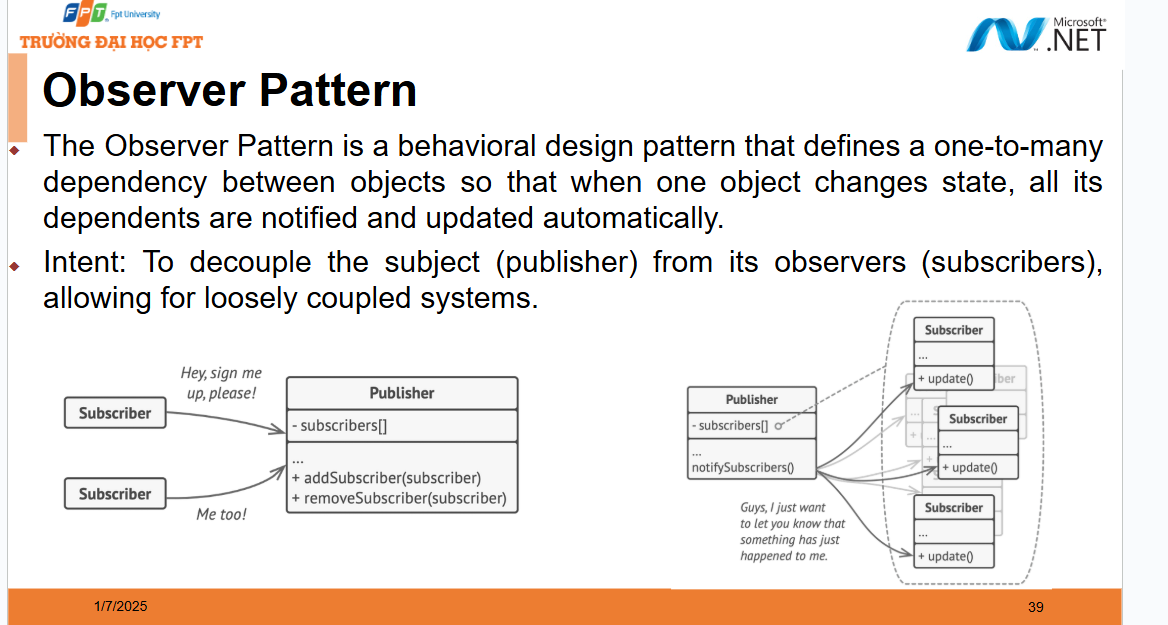 FPT Fpt University
TRƯỜNG ĐẠI HỌC FPT
Microsoft®
.NET
Observer Pattern
The Observer Pattern is a behavioral design pattern that defines a one-to-many
dependency between objects so that when one object changes state, all its
dependents are notified and updated automatically.
Intent: To decouple the subject (publisher) from its observers (subscribers),
allowing for loosely coupled systems.
Hey, sign me
up, please!
Subscriber
Subscriber
Me too!
Publisher
- subscribers[]
...
+ addSubscriber(subscriber)
+ removeSubscriber(subscriber)
Publisher
- subscribers[]
...
notifySubscribers()
Guys, I just want
to let you know that
something has just
happened to me.
Subscriber
...
+ update()
Subscriber
...
+ update()
Subscriber
...
+ update()
1/7/2025
39